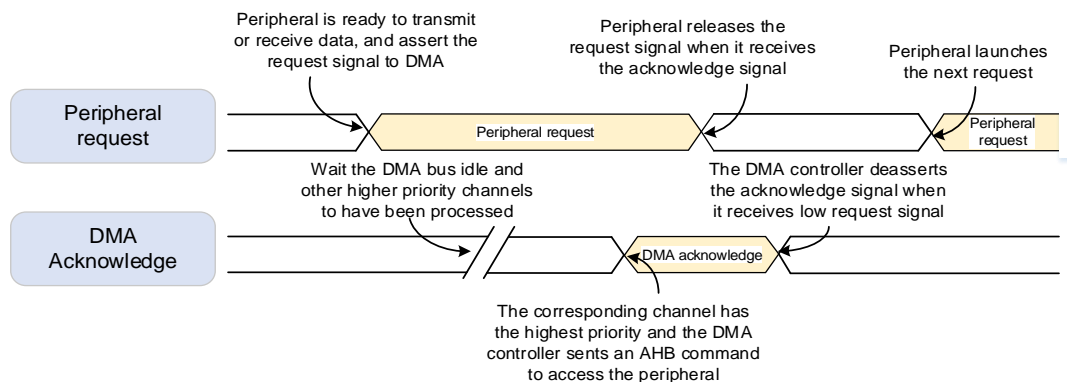 Peripheral is ready to transmit
or receive data, and assert the
request signal to DMA
Peripheral releases the
request signal when it receives
the acknowledge signal
Peripheral launches
the next request
Peripheral
request
Peripheral request
Peripheral
request
Wait the DMA bus idle and
other higher priority channels
to have been processed
The DMA controller deasserts
the acknowledge signal when
it receives low request signal
DMA
Acknowledge
DMA acknowledge
The corresponding channel has
the highest priority and the DMA
controller sents an AHB command
to access the peripheral